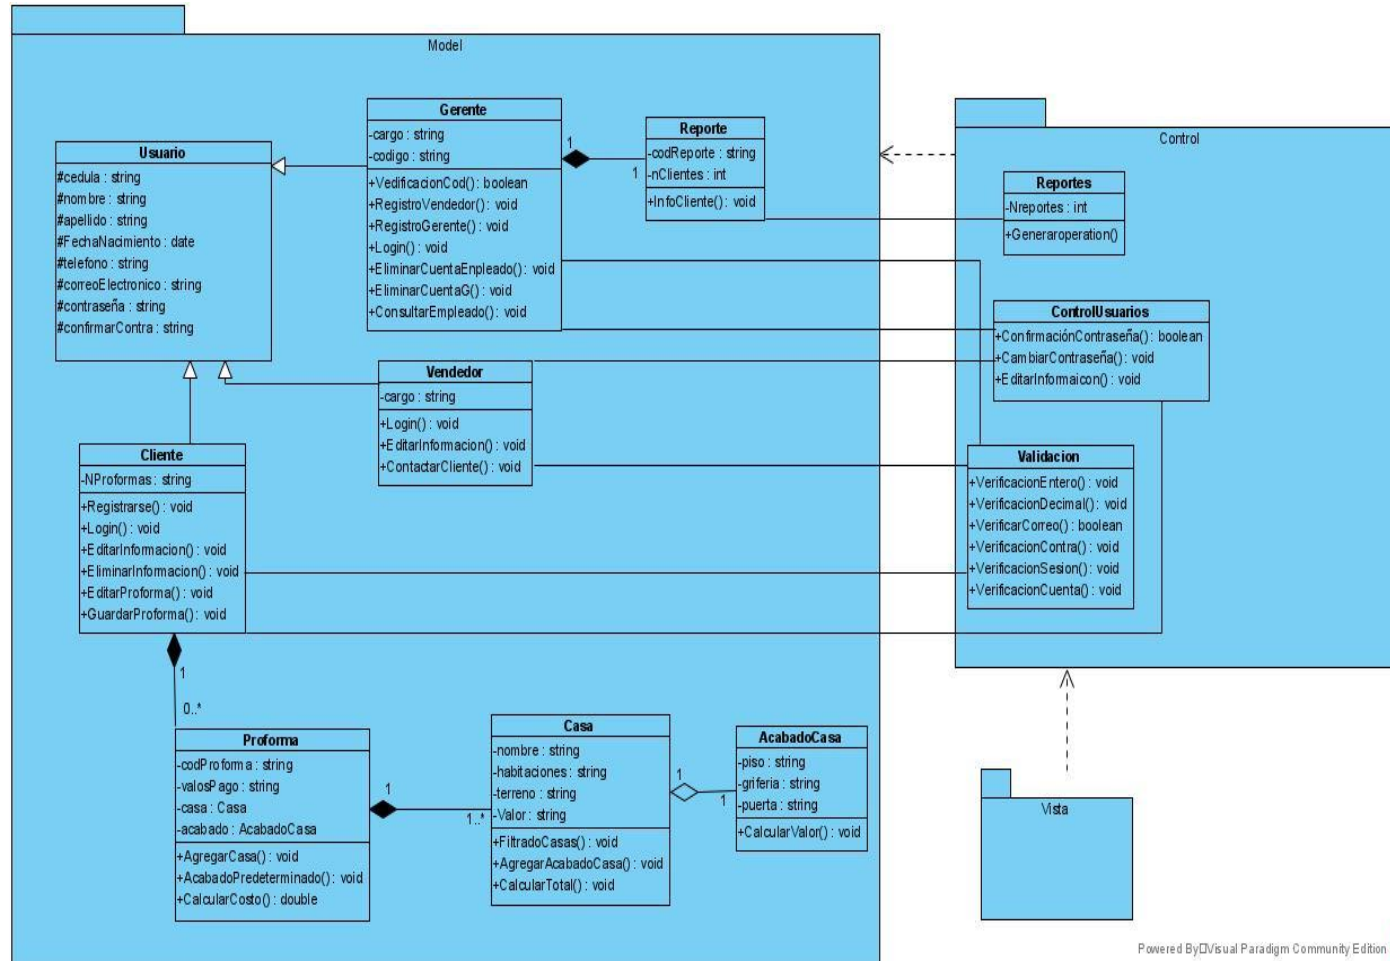 Model
Gerente
-cargo : string
-codigo : string
+VedificacionCod() : boolean
+RegistroVendedor() : void
+RegistroGerente() : void
+Login() : void
+EliminarCuentaEnpleado() : void
+EliminarCuentaG() : void
+ConsultarEmpleado() : void
1
1
Reporte
-codReporte : string
-nClientes : int
+InfoCliente() : void
Usuario
#cedula : string
#nombre : string
#apellido : string
#FechaNacimiento : date
#telefono : string
#correoElectronico : string
#contraseña : string
#confirmarContra : string
Vendedor
-cargo : string
+Login() : void
+EditarInformacion() : void
+ContactarCliente() : void
Cliente
-NProformas : string
+Registrarse() : void
+Login() : void
+EditarInformacion() : void
+EliminarInformacion() : void
+EditarProforma() : void
+GuardarProforma() : void
1
0..*
Proforma
-codProforma : string
-valosPago : string
-casa : Casa
-acabado : AcabadoCasa
+AgregarCasa() : void
+AcabadoPredeterminado() : void
+CalcularCosto() : double
1
1..*
Casa
-nombre : string
-habitaciones : string
-terreno : string
-Valor : string
+FiltradoCasas() : void
+AgregarAcabadoCasa() : void
+CalcularTotal() : void
1
1
AcabadoCasa
-piso : string
-griferia : string
-puerta : string
+CalcularValor() : void
Control
Reportes
-Nreportes : int
+Generaroperation()
ControlUsuarios
+ConfirmaciónContraseña() : boolean
+CambiarContraseña() : void
+EditarInformaicon() : void
Validacion
+VerificacionEntero() : void
+VerificacionDecimal() : void
+VerificarCorreo() : boolean
+VerificacionContra() : void
+VerificacionSesion() : void
+VerificacionCuenta() : void
Vista
Powered By Visual Paradigm Community Edition